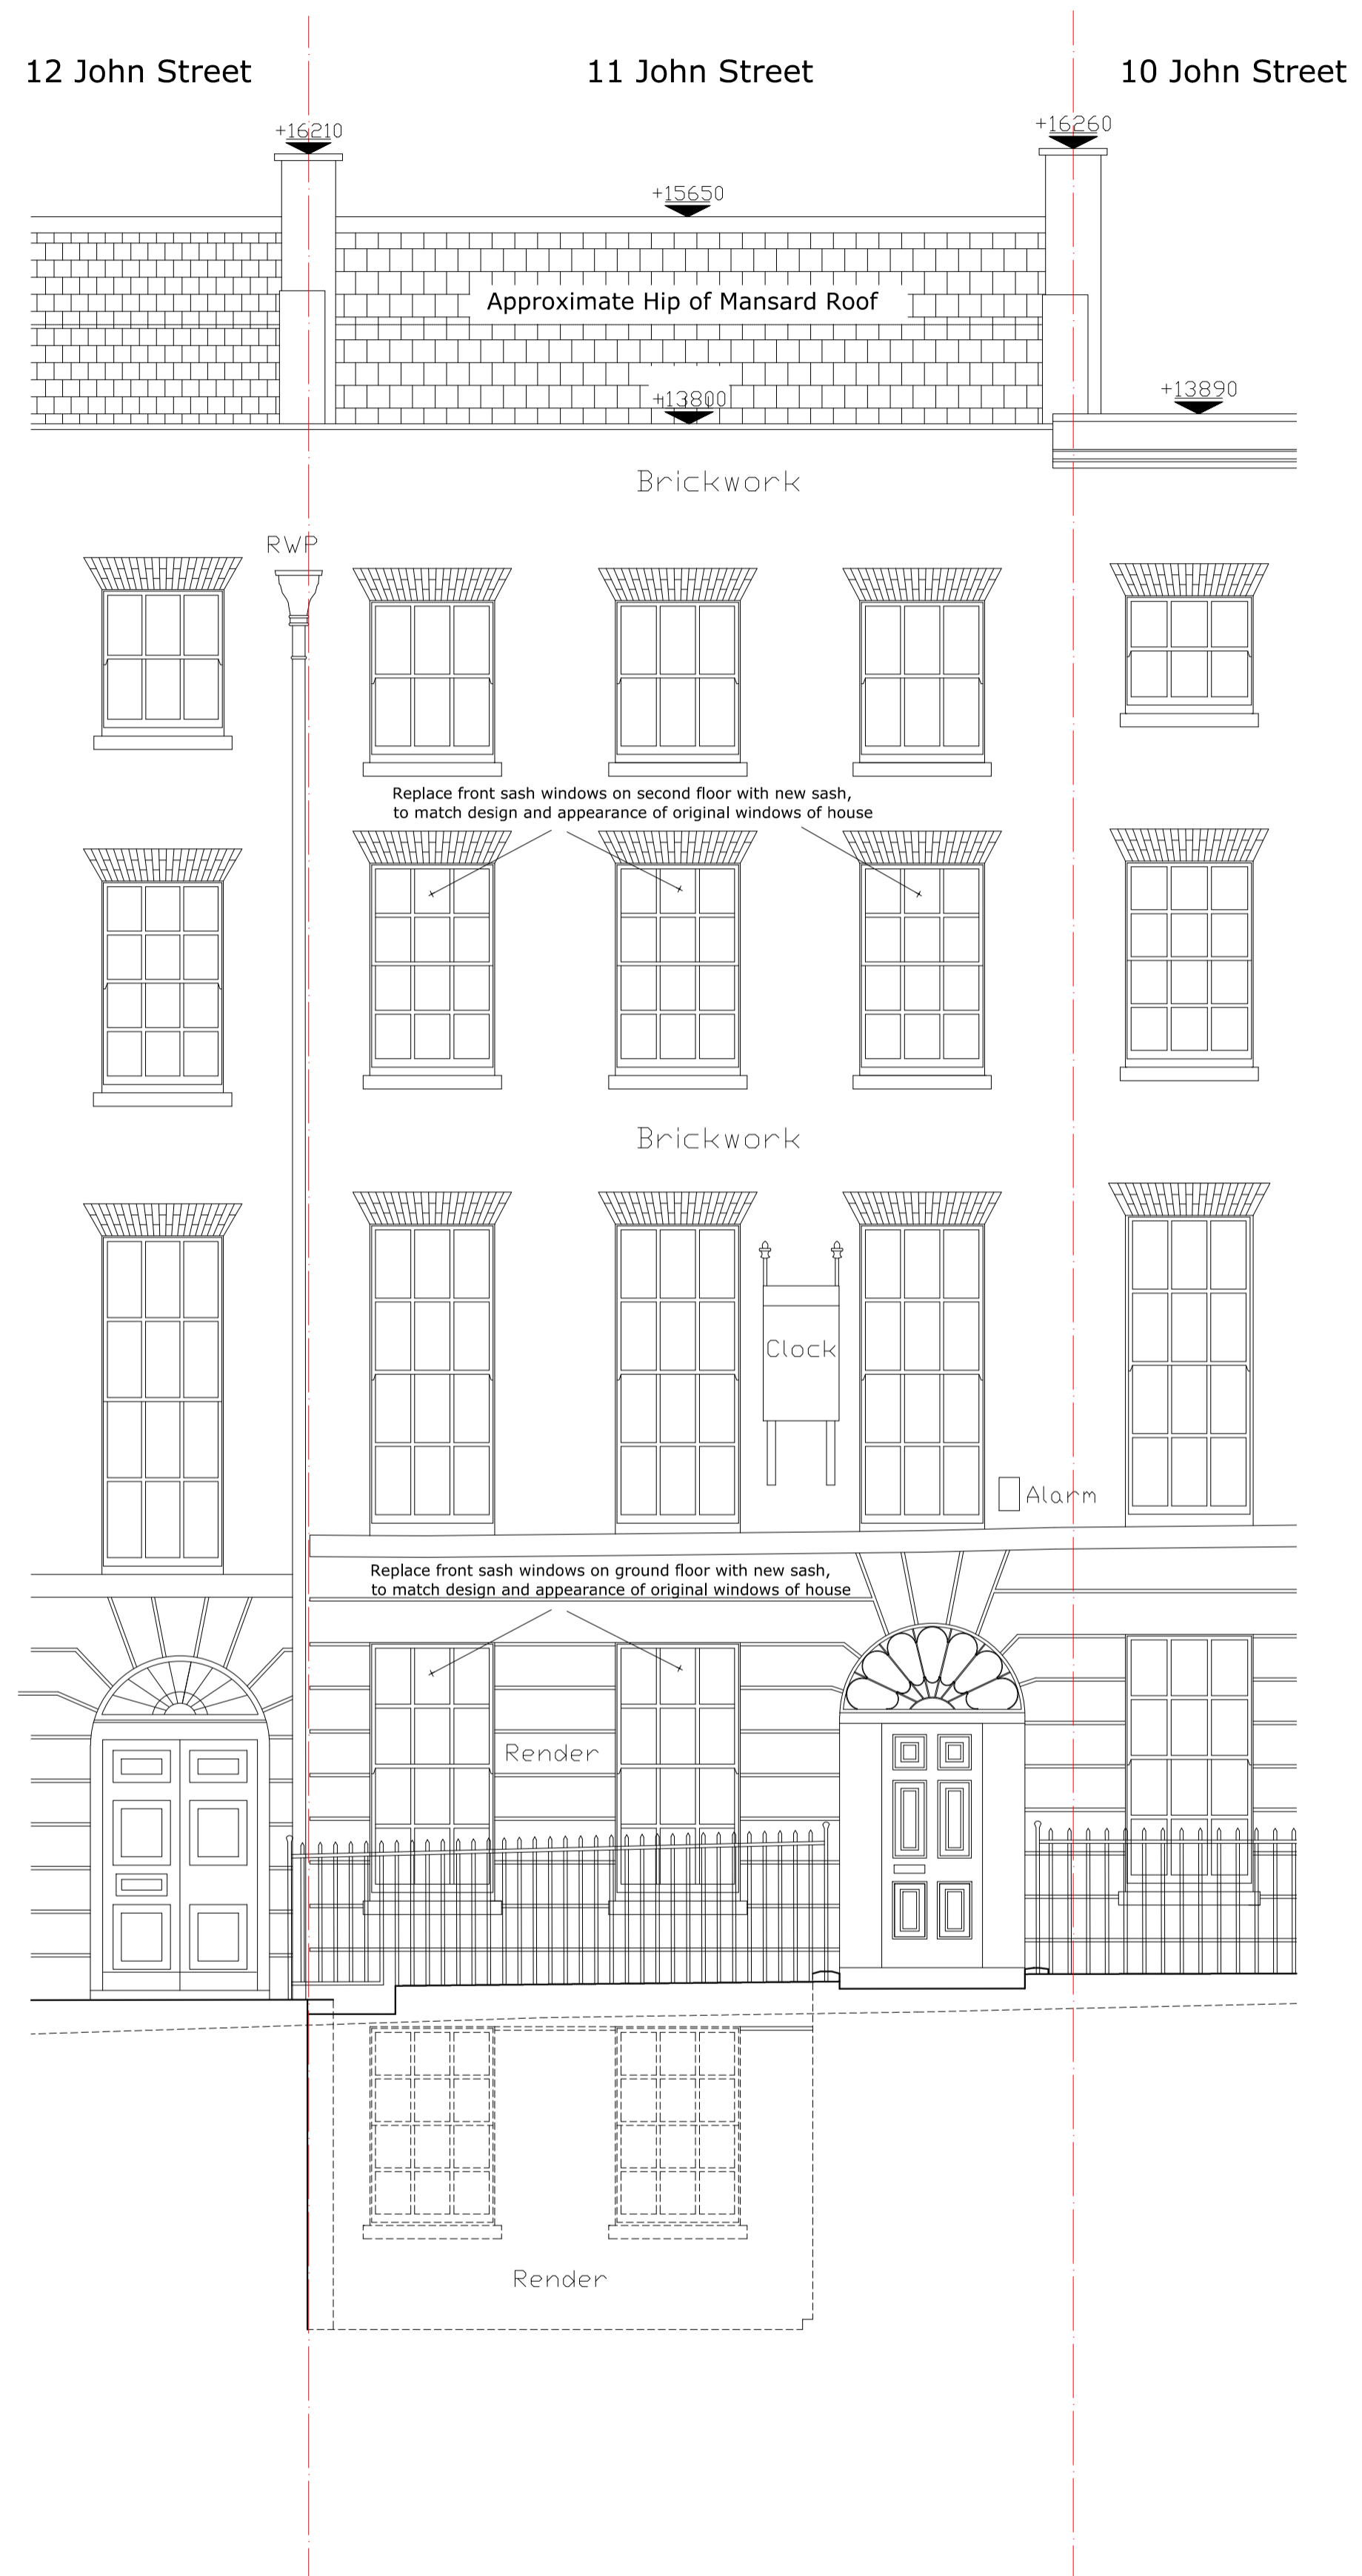 12 John Street
11 John Street
10 John Street
+16210
+16260
+15650
Approximate Hip of Mansard Roof
+13800
+13890
Brickwork
RWP
Replace front sash windows on second floor with new sash,
to match design and appearance of original windows of house
Brickwork
Clock
Alarm
Replace front sash windows on ground floor with new sash,
to match design and appearance of original windows of house
Render
Render